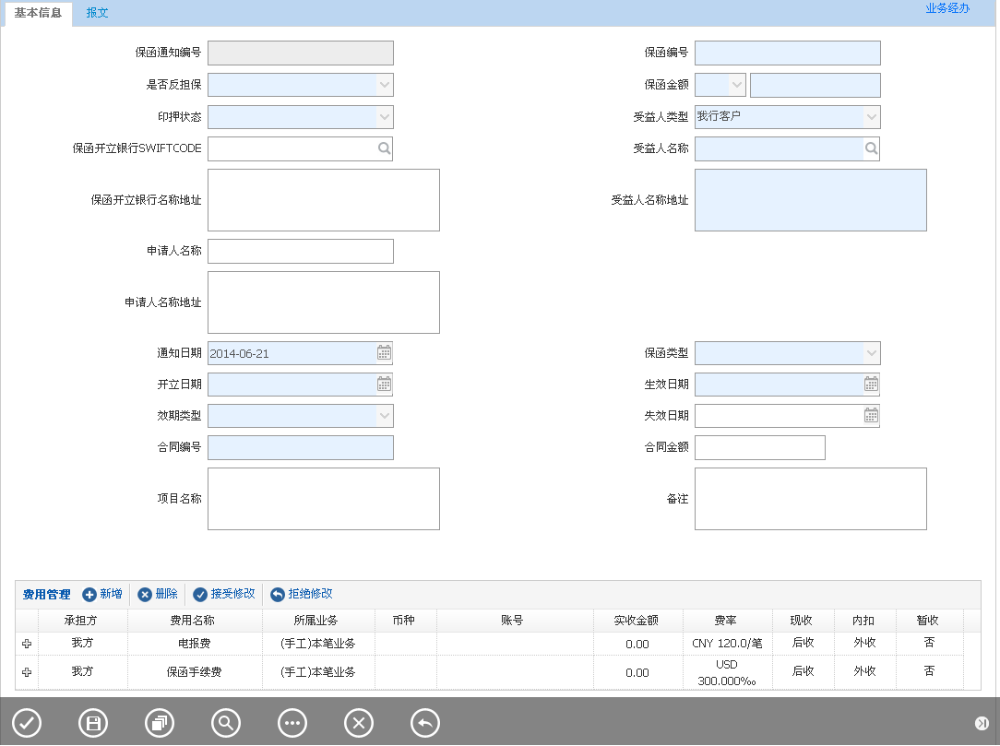 基本信息 报文 业务经办
保函通知编号 保函编号
是否反担保 保函金额
印押状态 受益人类型 我行客户
保函开立银行SWIFTCODE 受益人名称
保函开立银行名称地址 受益人名称地址
申请人名称
申请人名称地址
通知日期 2014-06-21 保函类型
开立日期 生效日期
效期类型 失效日期
合同编号 合同金额
项目名称 备注
费用管理 新增 删除 接受修改 拒绝修改
承担方 费用名称 所属业务 币种 账号 实收金额 费率 现收 内扣 暂收
我方 电报费 (手工)本笔业务 0.00 CNY 120.0/笔 后收 外收 否
我方 保函手续费 (手工)本笔业务 0.00 USD 300.000‰ 后收 外收 否